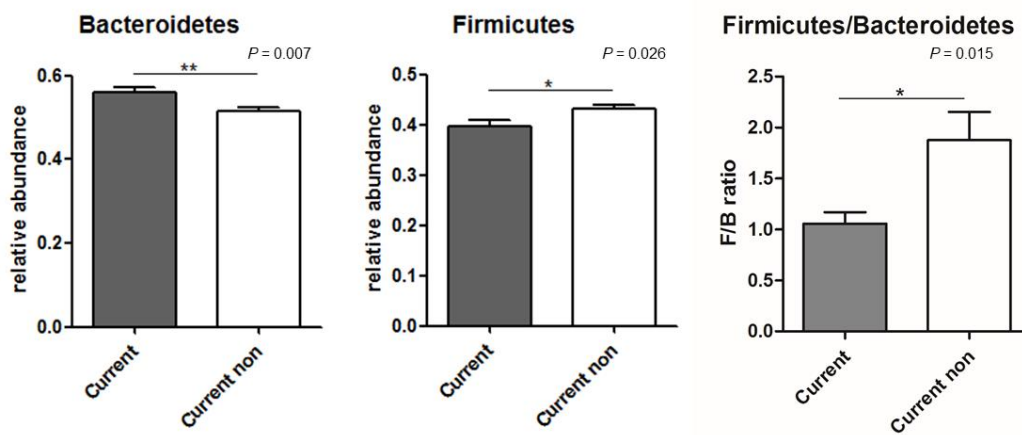 Bacteroidetes
P = 0.007
**
relative abundance
0.6
0.4
0.2
0.0
Current
Current non
Firmicutes
P = 0.026
*
relative abundance
0.5
0.4
0.3
0.2
0.1
0.0
Current
Current non
Firmicutes/Bacteroidetes
P = 0.015
*
F/B ratio
2.5
2.0
1.5
1.0
0.5
0.0
Current
Current non